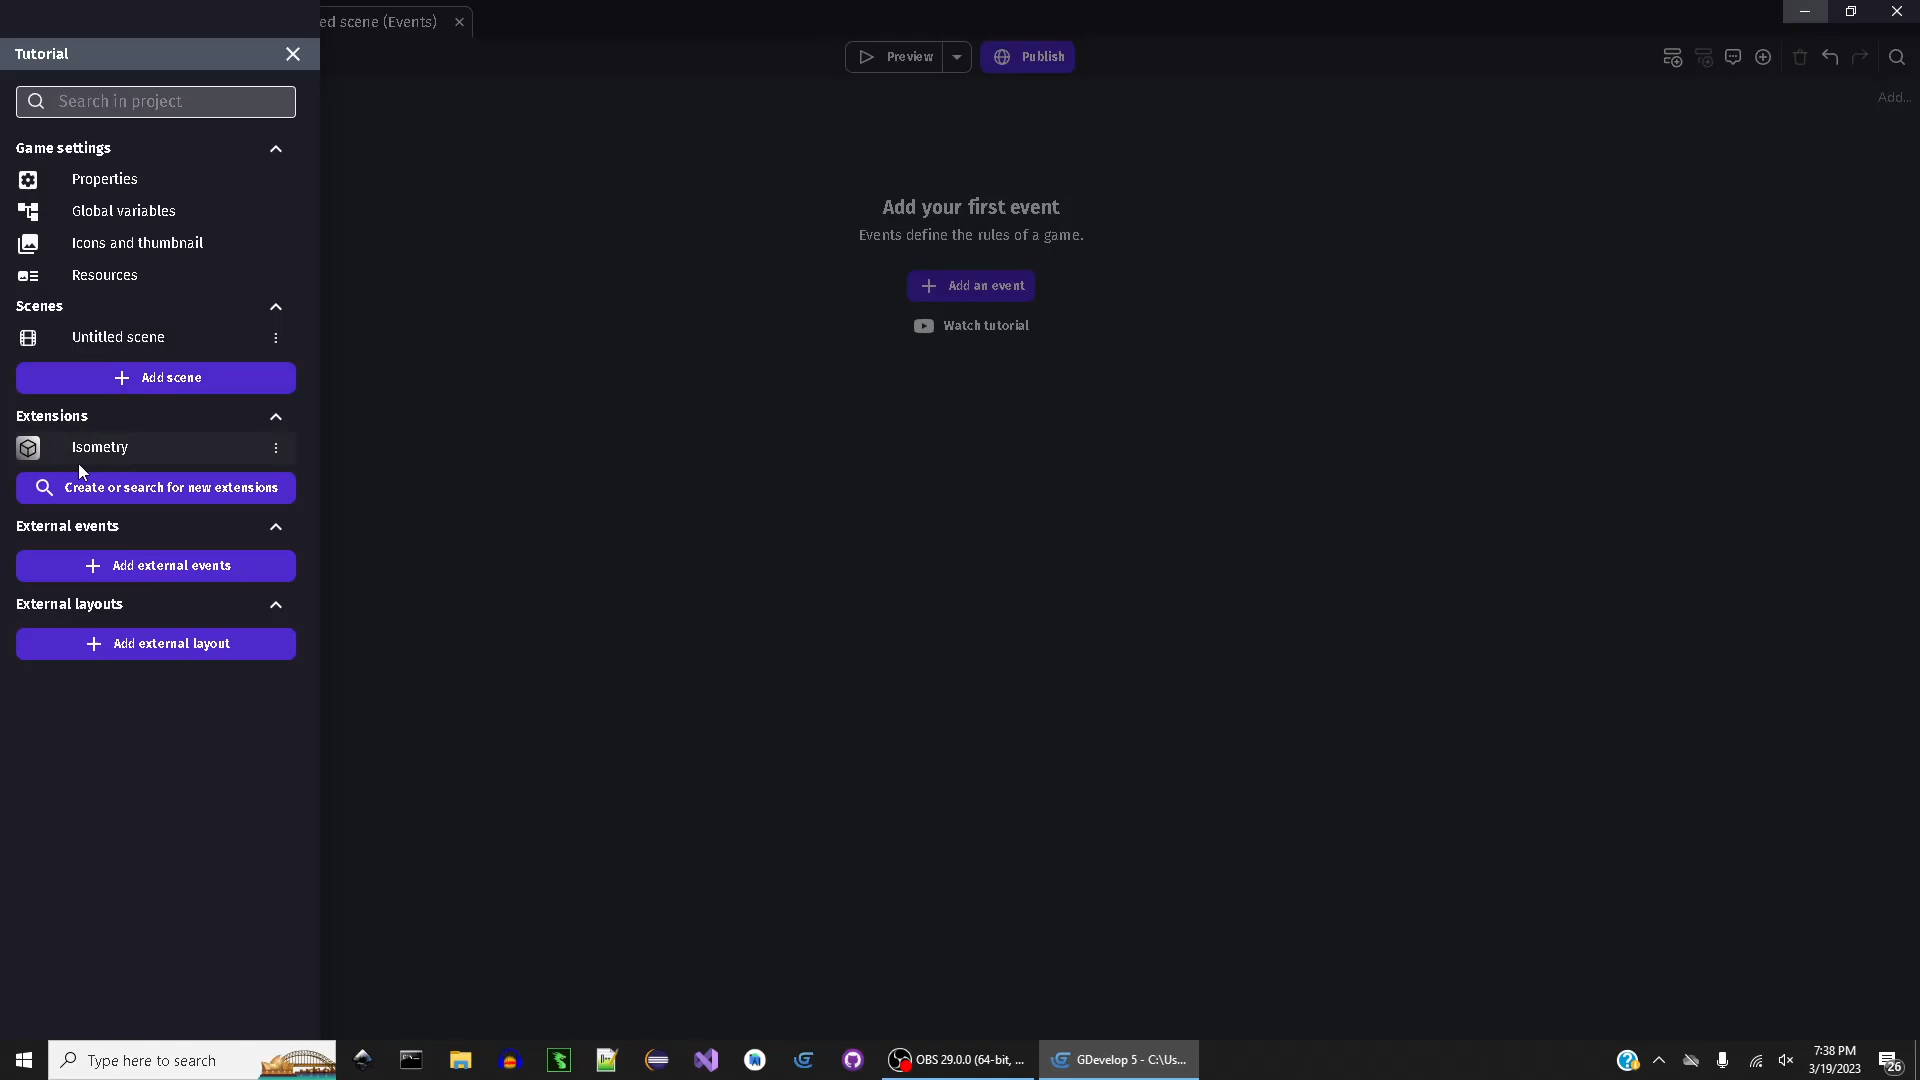 ed scene (Events)
Tutorial
Preview
Publish
Search in project
Add...
Game settings
Properties
Global variables
Icons and thumbnail
Resources
Scenes
Untitled scene
Add scene
Extensions
Isometry
Create or search for new extensions
External events
Add external events
External layouts
Add external layout
Add your first event
Events define the rules of a game.
Add an event
Watch tutorial
Type here to search
OBS 29.0.0 (64-bit, ...
GDevelop 5 - C:\Us...
7:38 PM
3/19/2023
26